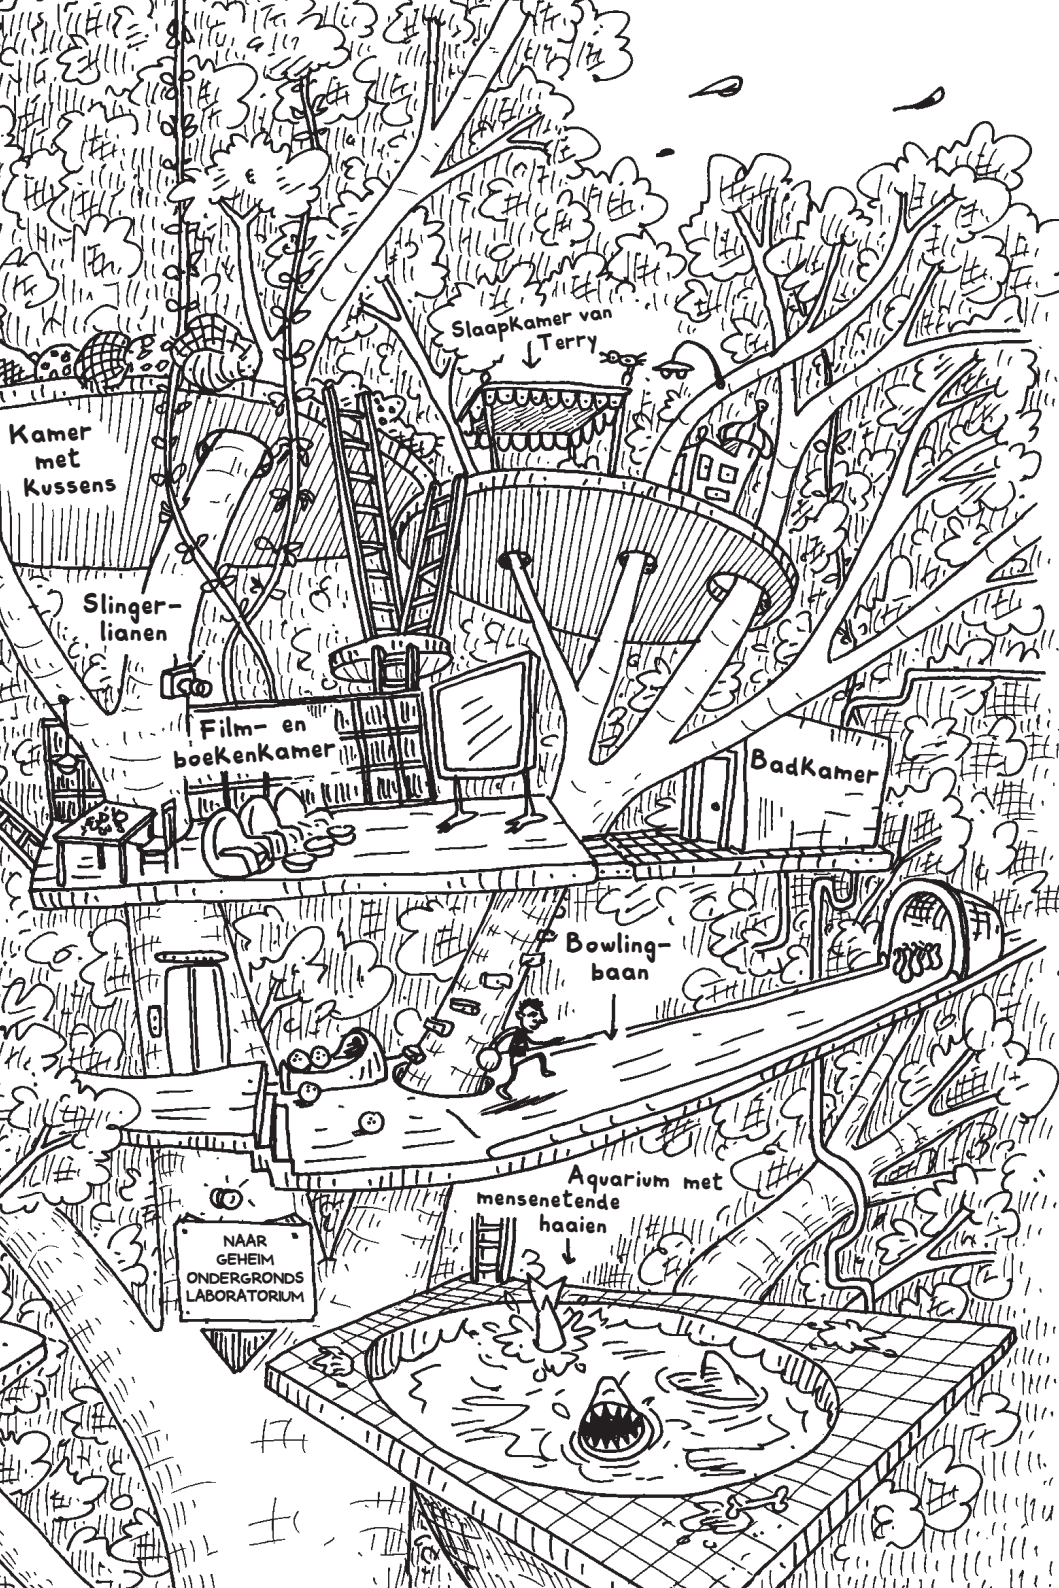 Slaapkamer van
Terry
Kamer
met
Kussens
Slinger-
lianen
Film- en
boekenkamer
Badkamer
Bowling-
baan
Aquarium met
mensenetende
haaien
NAAR
GEHEIM
ONDERGRONDS
LABORATORIUM